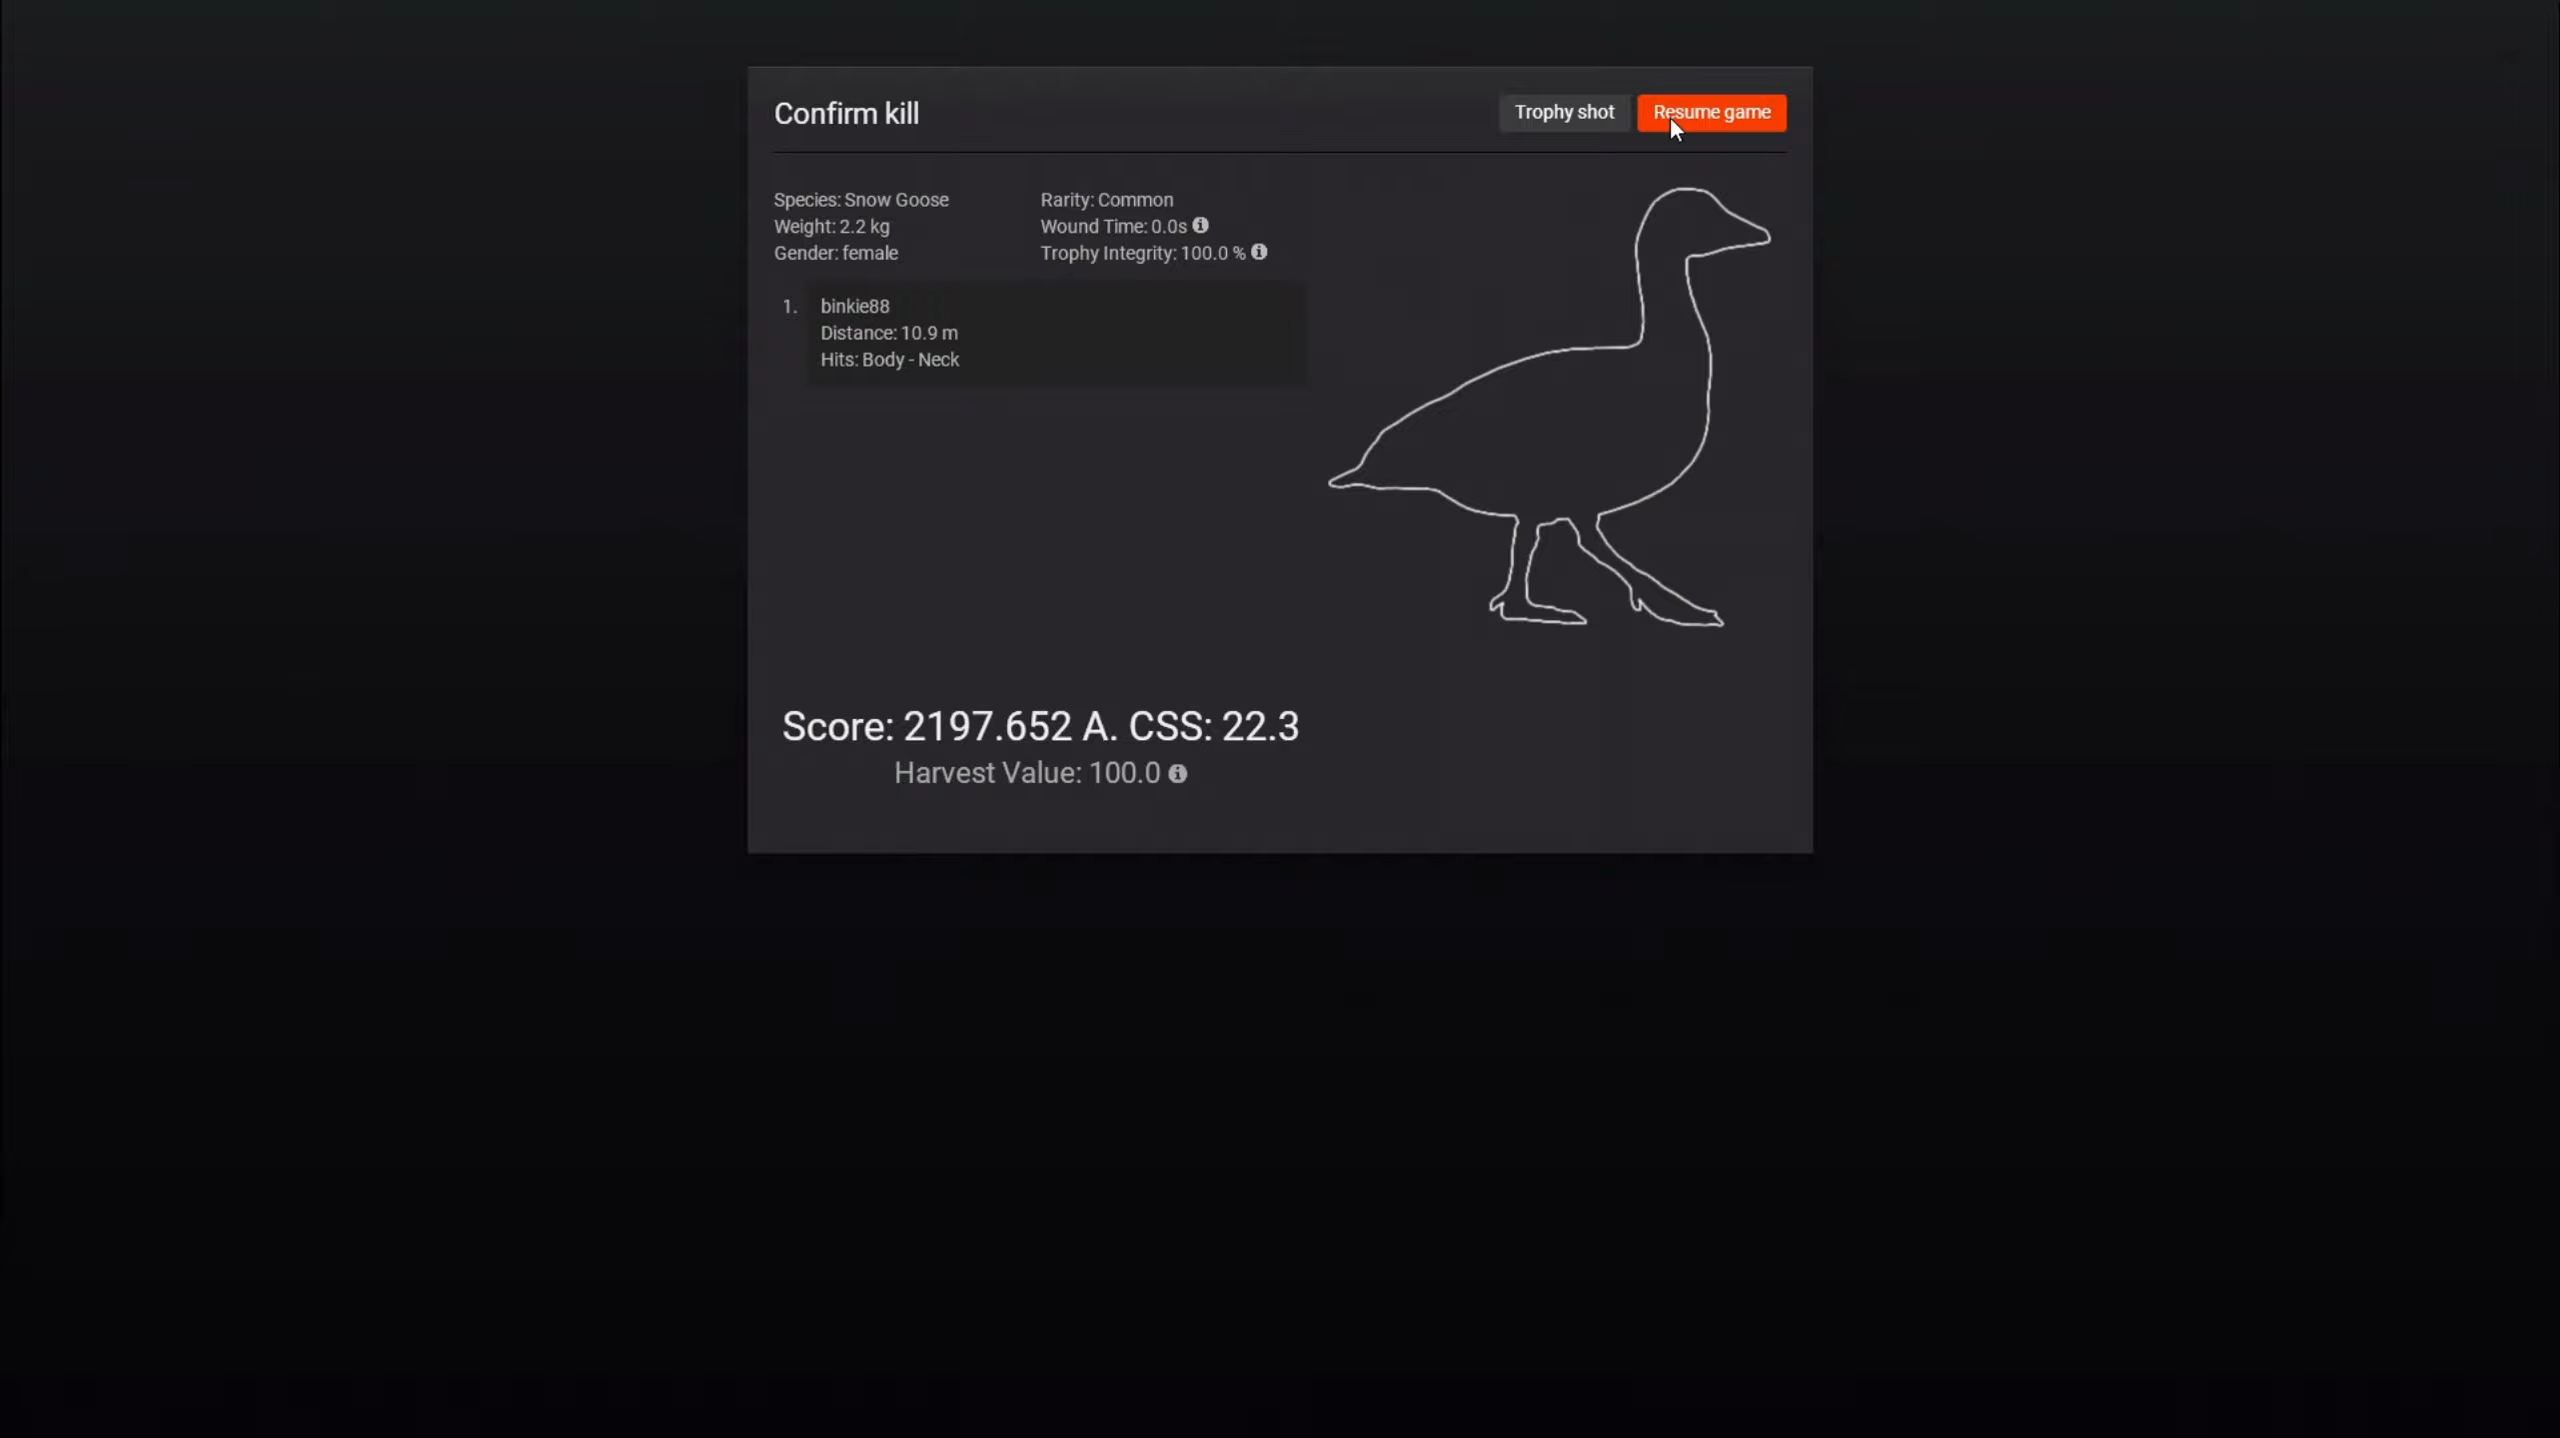 Confirm kill
Trophy shot
Resume game
Species: Snow Goose
Weight: 2.2 kg
Gender: female
Rarity: Common
Wound Time: 0.0s
Trophy Integrity: 100.0 %
1. binkie88
Distance: 10.9 m
Hits: Body - Neck
Score: 2197.652 A. CSS: 22.3
Harvest Value: 100.0